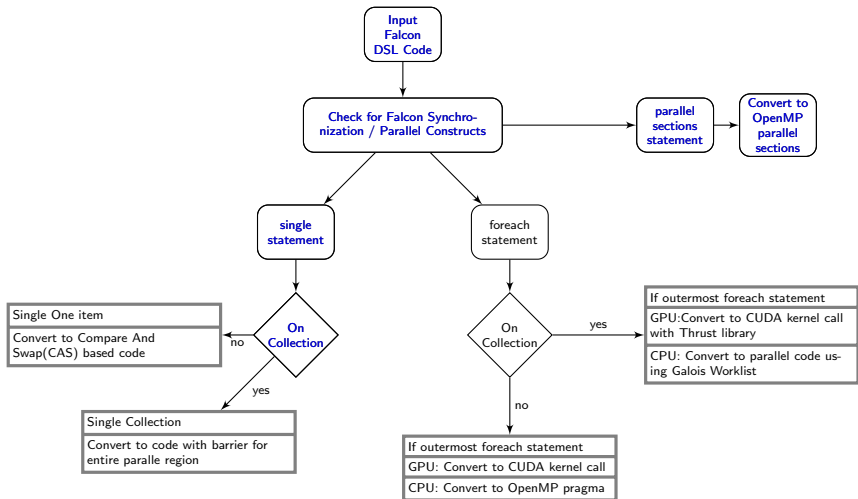 Input
Falcon
DSL Code
Check for Falcon Synchro-
nization / Parallel Constructs
parallel
sections
statement
Convert to
OpenMP
parallel
sections
single
statement
foreach
statement
On
Collection
On
Collection
no
yes
yes
no
Single One item
Convert to Compare And
Swap(CAS) based code
Single Collection
Convert to code with barrier for
entire paralle region
If outermost foreach statement
GPU:Convert to CUDA kernel call
with Thrust library
CPU: Convert to parallel code us-
ing Galois Worklist
If outermost foreach statement
GPU: Convert to CUDA kernel call
CPU: Convert to OpenMP pragma